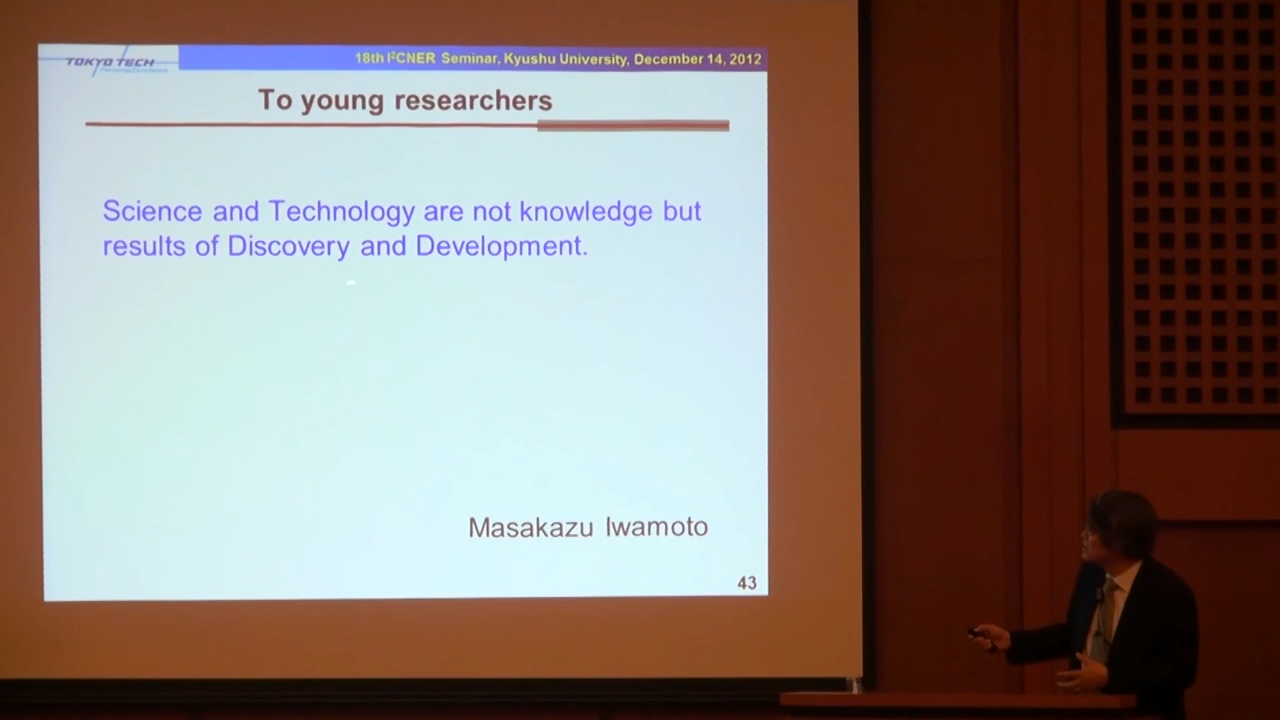 TOKYO TECH
18th I²CNER Seminar, Kyushu University, December 14, 2012
To young researchers
Science and Technology are not knowledge but
results of Discovery and Development.
Masakazu Iwamoto
43